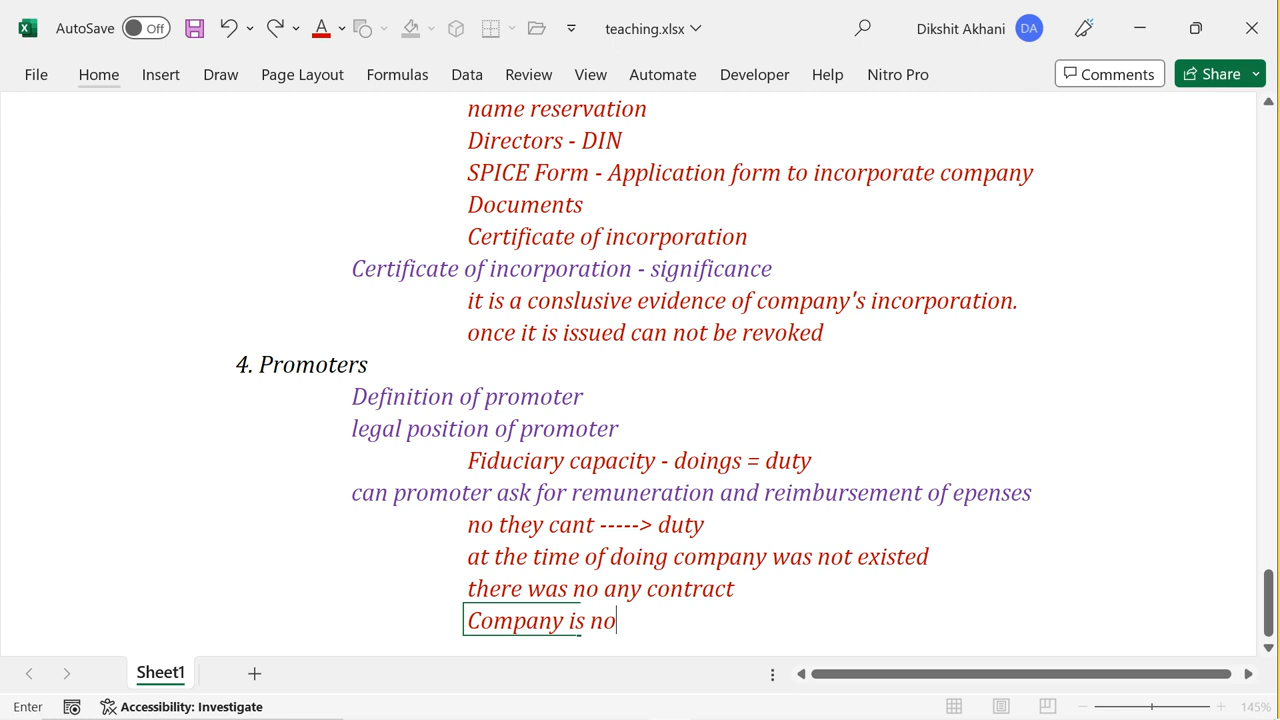 AutoSave Off teaching.xlsx Dikshit Akhani DA
File Home Insert Draw Page Layout Formulas Data Review View Automate Developer Help Nitro Pro Comments Share
name reservation
Directors - DIN
SPICE Form - Application form to incorporate company
Documents
Certificate of incorporation
Certificate of incorporation - significance
it is a conslusive evidence of company's incorporation.
once it is issued can not be revoked
4. Promoters
Definition of promoter
legal position of promoter
Fiduciary capacity - doings = duty
can promoter ask for remuneration and reimbursement of epenses
no they cant -----> duty
at the time of doing company was not existed
there was no any contract
Company is no
Sheet1
Enter Accessibility: Investigate 145%